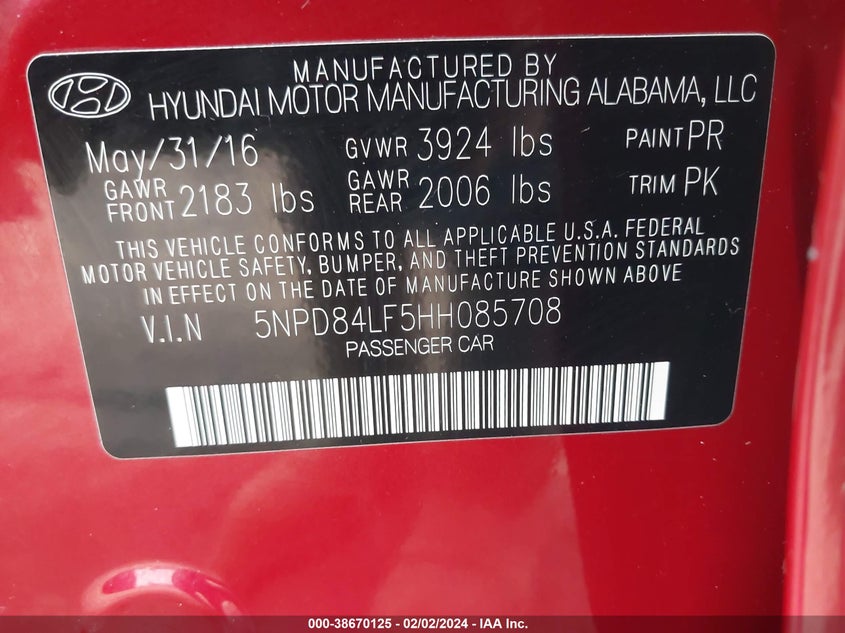 MANUFACTURED BY
HYUNDAI MOTOR MANUFACTURING ALABAMA, LLC
May/31/16 GVWR 3924 lbs PAINT PR
GAWR FRONT 2183 lbs GAWR REAR 2006 lbs TRIM PK
THIS VEHICLE CONFORMS TO ALL APPLICABLE U.S.A. FEDERAL
MOTOR VEHICLE SAFETY, BUMPER, AND THEFT PREVENTION STANDARDS
IN EFFECT ON THE DATE OF MANUFACTURE SHOWN ABOVE
V.I.N 5NPD84LF5HH085708
PASSENGER CAR
000-38670125 - 02/02/2024 - IAA Inc.